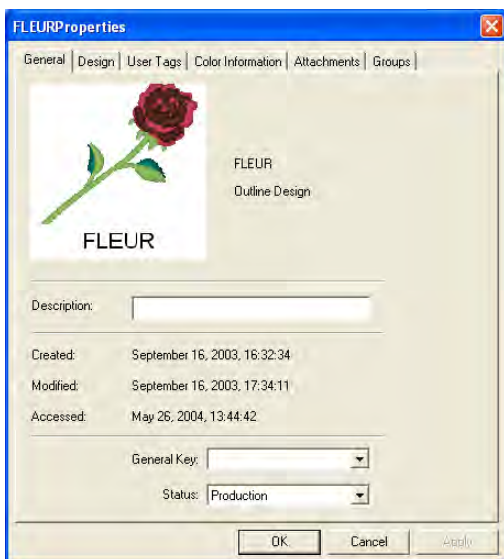 FLEURProperties
General Design User Tags Color Information Attachments Groups
FLEUR
Outline Design
FLEUR
Description:
Created: September 16, 2003, 16:32:34
Modified: September 16, 2003, 17:34:11
Accessed: May 26, 2004, 13:44:42
General Key:
Status: Production
OK Cancel Apply